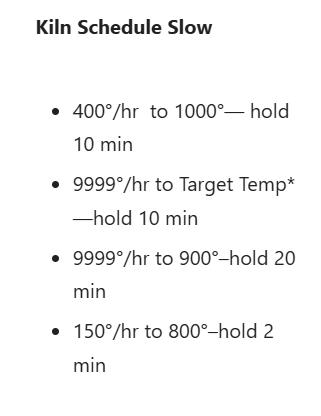 Kiln Schedule Slow
• 400°/hr  to 1000°— hold
10 min
• 9999°/hr to Target Temp*
—hold 10 min
• 9999°/hr to 900°–hold 20
min
• 150°/hr to 800°–hold 2
min